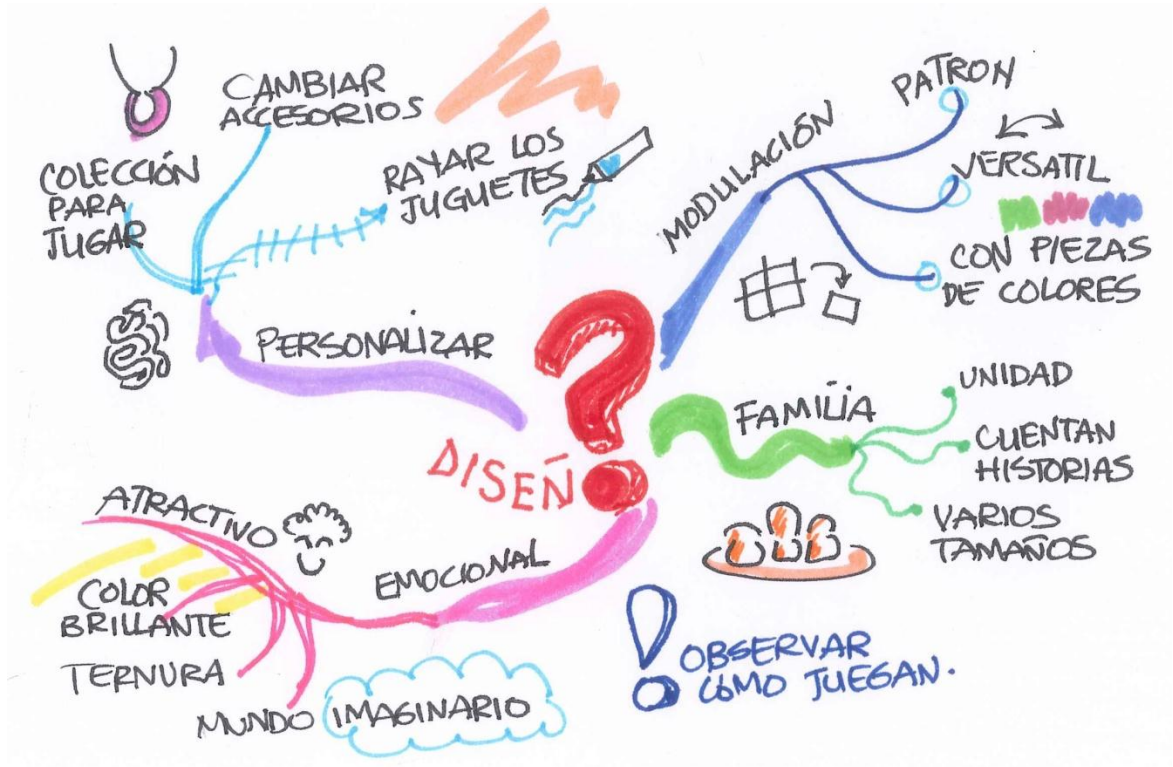 CAMBIAR
ACCESORIOS
COLECCIÓN
PARA
JUGAR
RAYAR LOS
JUGUETES
PERSONALIZAR
MODULACIÓN
PATRON
VERSATIL
CON PIEZAS
DE COLORES
FAMILIA
UNIDAD
CUENTAN
HISTORIAS
VARIOS
TAMAÑOS
DISEÑ
EMOCIONAL
ATRACTIVO
COLOR
BRILLANTE
TERNURA
MUNDO IMAGINARIO
OBSERVAR
COMO JUEGAN.